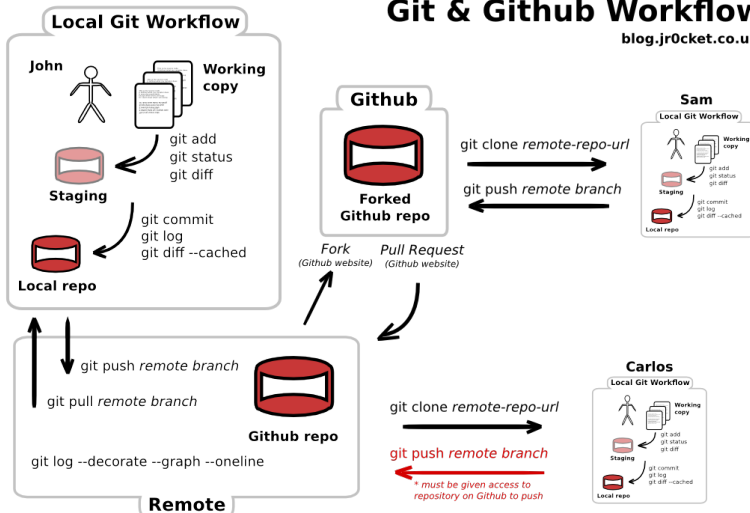 Git & Github Workflow
blog.jr0cket.co.u
Local Git Workflow
John
Working
copy
git add
git status
git diff
Staging
git commit
git log
git diff --cached
Local repo
Github
Forked
Github repo
Fork
(Github website)
Pull Request
(Github website)
git clone remote-repo-url
git push remote branch
Sam
Local Git Workflow
Working
copy
git add
git status
git diff
Staging
git commit
git log
git diff --cached
Local repo
git push remote branch
git pull remote branch
Github repo
git log --decorate --graph --oneline
Remote
git clone remote-repo-url
git push remote branch
* must be given access to
repository on Github to push
Carlos
Local Git Workflow
Working
copy
git add
git status
git diff
Staging
git commit
git log
git diff --cached
Local repo